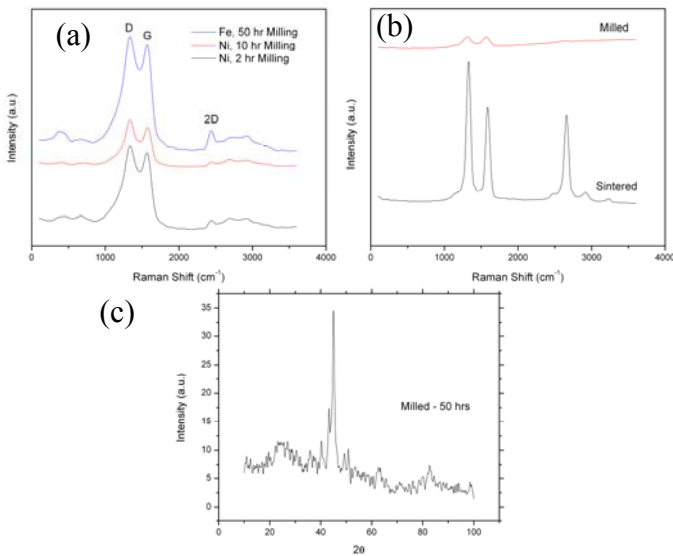 (a)
D
G
2D
Fe, 50 hr Milling
Ni, 10 hr Milling
Ni, 2 hr Milling
Intensity (a.u.)
0 1000 2000 3000 4000
Raman Shift (cm⁻¹)
(b)
Milled
Sintered
Intensity (a.u.)
0 1000 2000 3000 4000
Raman Shift (cm⁻¹)
(c)
35
30
25
20
15
10
5
0
Intensity (a.u.)
Milled - 50 hrs
0 20 40 60 80 100
2θ